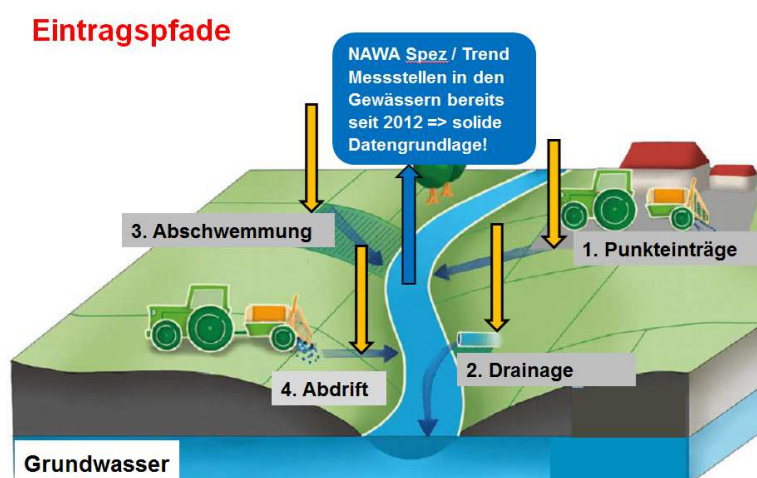 Eintragspfade
NAWA Spez / Trend
Messstellen in den
Gewässern bereits
seit 2012 => solide
Datengrundlage!
3. Abschwemmung
1. Punkteinträge
4. Abdrift
2. Drainage
Grundwasser